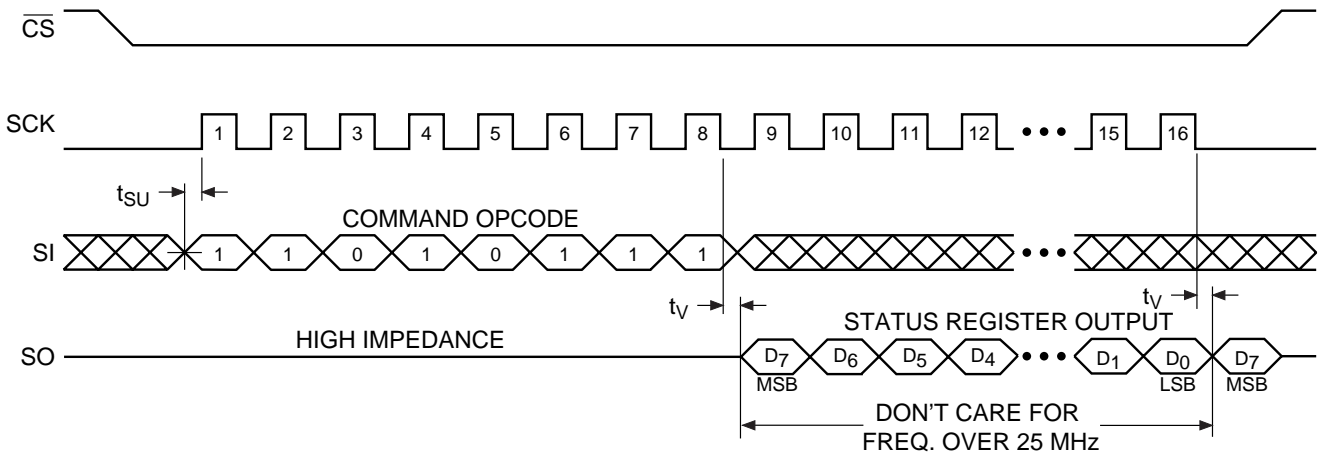 CS
SCK 1 2 3 4 5 6 7 8 9 10 11 12 ••• 15 16
tSU
COMMAND OPCODE
SI 1 1 0 1 0 1 1 1 •••
tV tV
HIGH IMPEDANCE STATUS REGISTER OUTPUT
SO D7 D6 D5 D4 ••• D1 D0 D7
MSB LSB MSB
DON'T CARE FOR
FREQ. OVER 25 MHz